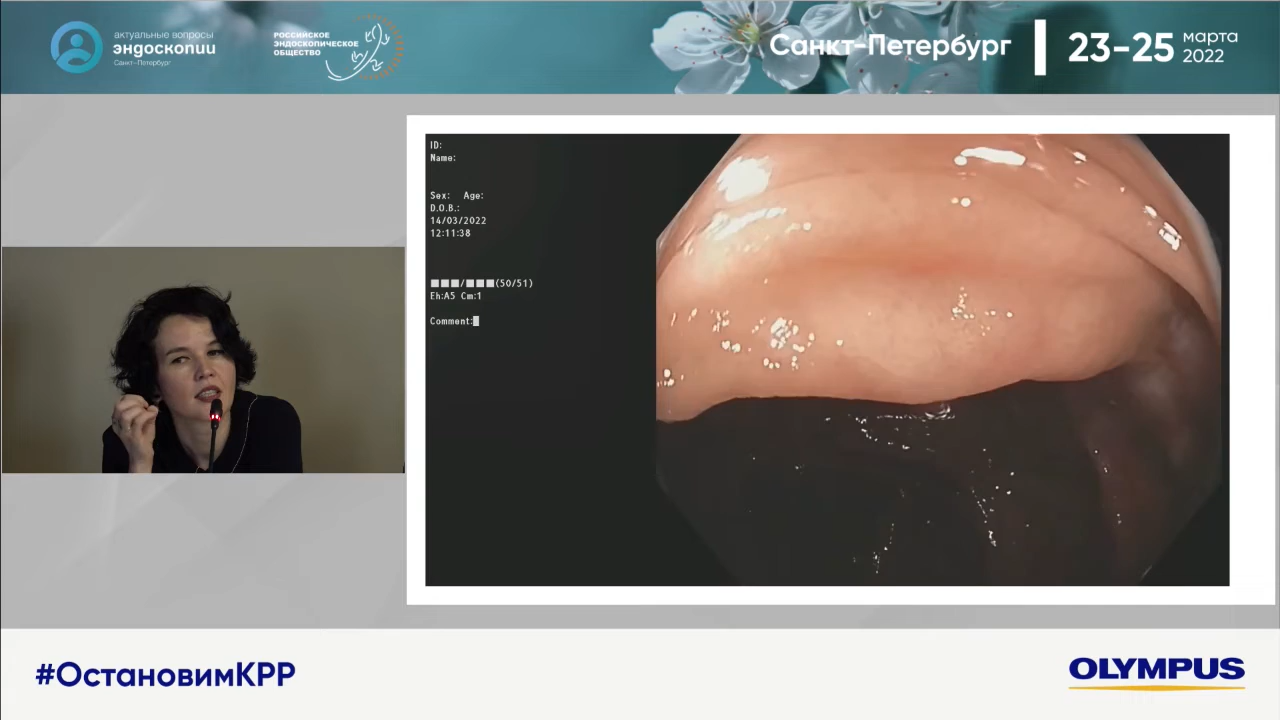 актуальные вопросы
эндоскопии
Санкт-Петербург
РОССИЙСКОЕ
ЭНДОСКОПИЧЕСКОЕ
ОБЩЕСТВО
Санкт-Петербург
23-25 марта
2022
ID:
Name:
Sex: Age:
D.O.B.:
14/03/2022
12:11:38
■■■/■■■(50/51)
Eh:A5 Cm:1
Comment:
#ОстановимКРР
OLYMPUS